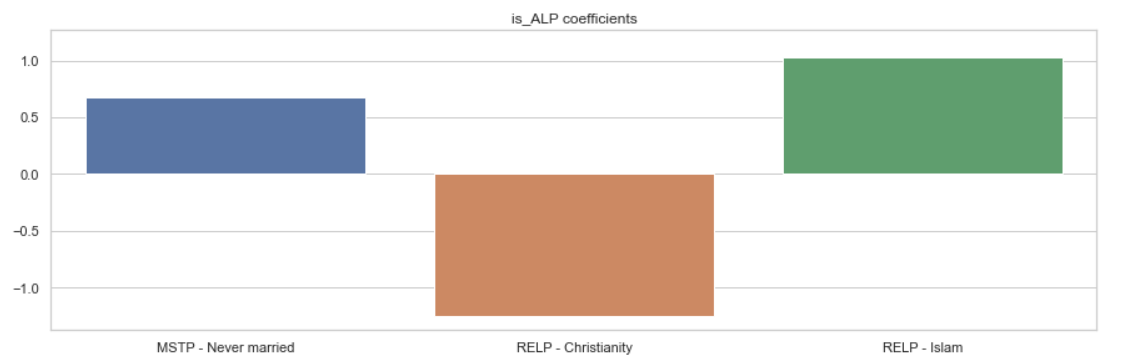 is_ALP coefficients
1.0
0.5
0.0
−0.5
−1.0
MSTP - Never married
RELP - Christianity
RELP - Islam